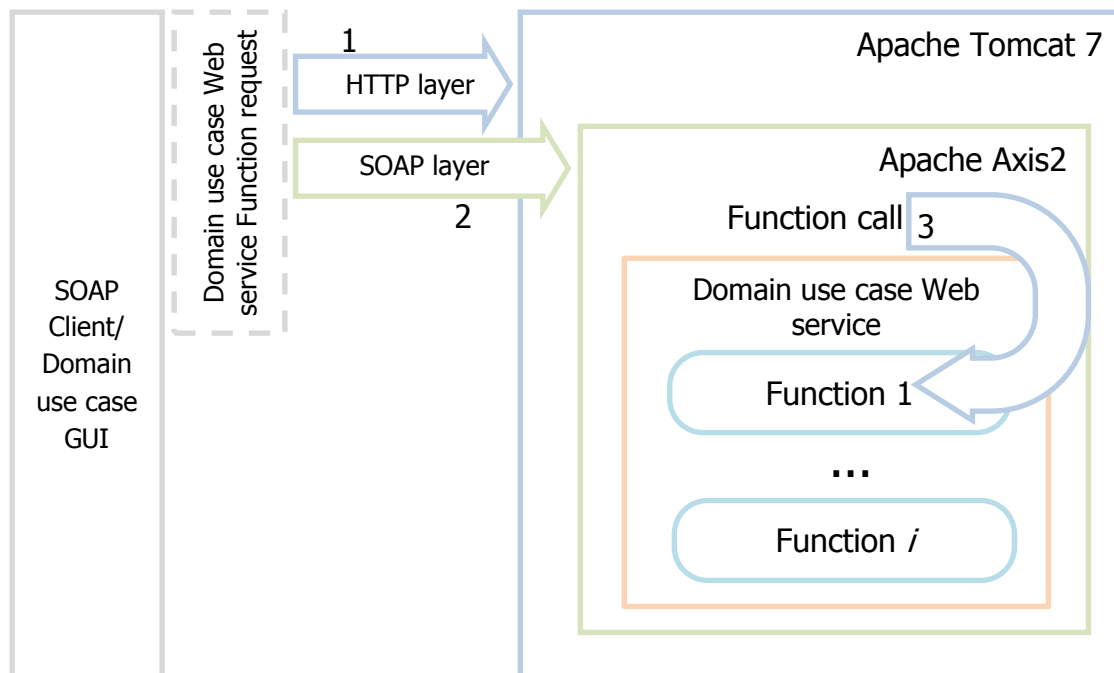 SOAP
Client/
Domain
use case
GUI
Domain use case Web
service Function request
1
HTTP layer
SOAP layer
2
Apache Tomcat 7
Apache Axis2
Function call
3
Domain use case Web
service
Function 1
...
Function i